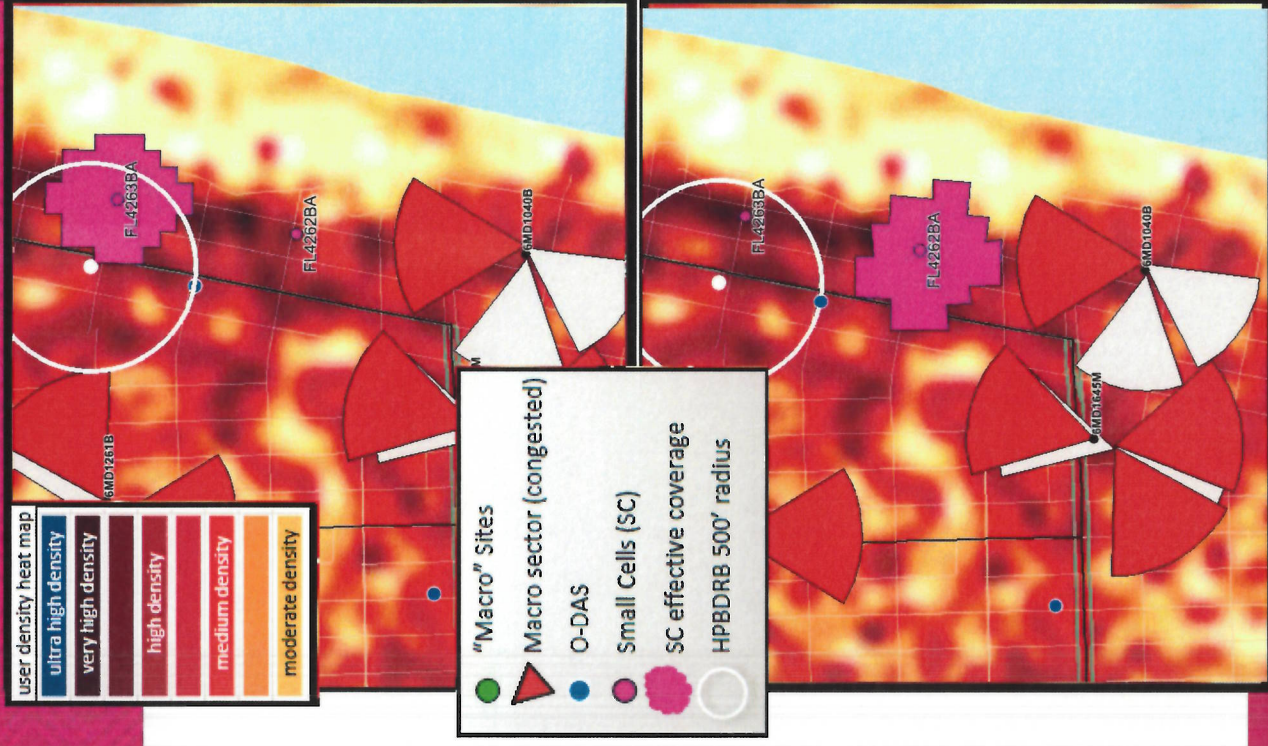 FL4263BA
FL4262BA
6MD1040B
6MD1261B
user density heat map
ultra high density
very high density
high density
medium density
moderate density
M
"Macro" Sites
Macro sector (congested)
O-DAS
Small Cells (SC)
SC effective coverage
HPBDRB 500' radius
FL4263BA
FL4262BA
6MD1040B
6MD1645M